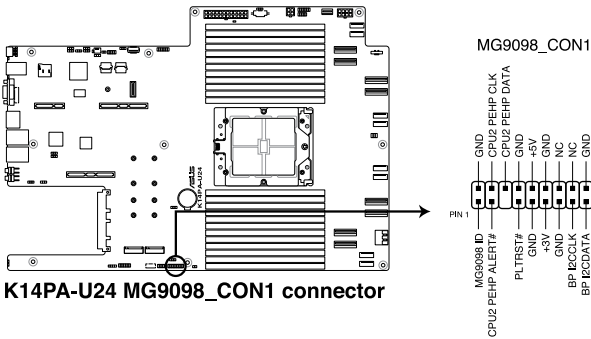 MG9098_CON1
GND
CPU2 PEHP CLK
CPU2 PEHP DATA
GND
+5V
GND
NC
NC
GND
PIN 1
MG9098 ID
CPU2 PEHP ALERT#
PLTRST#
GND
+3V
GND
BP I2CCLK
BP I2CDATA
/SUS
K14PA-U24
K14PA-U24 MG9098_CON1 connector